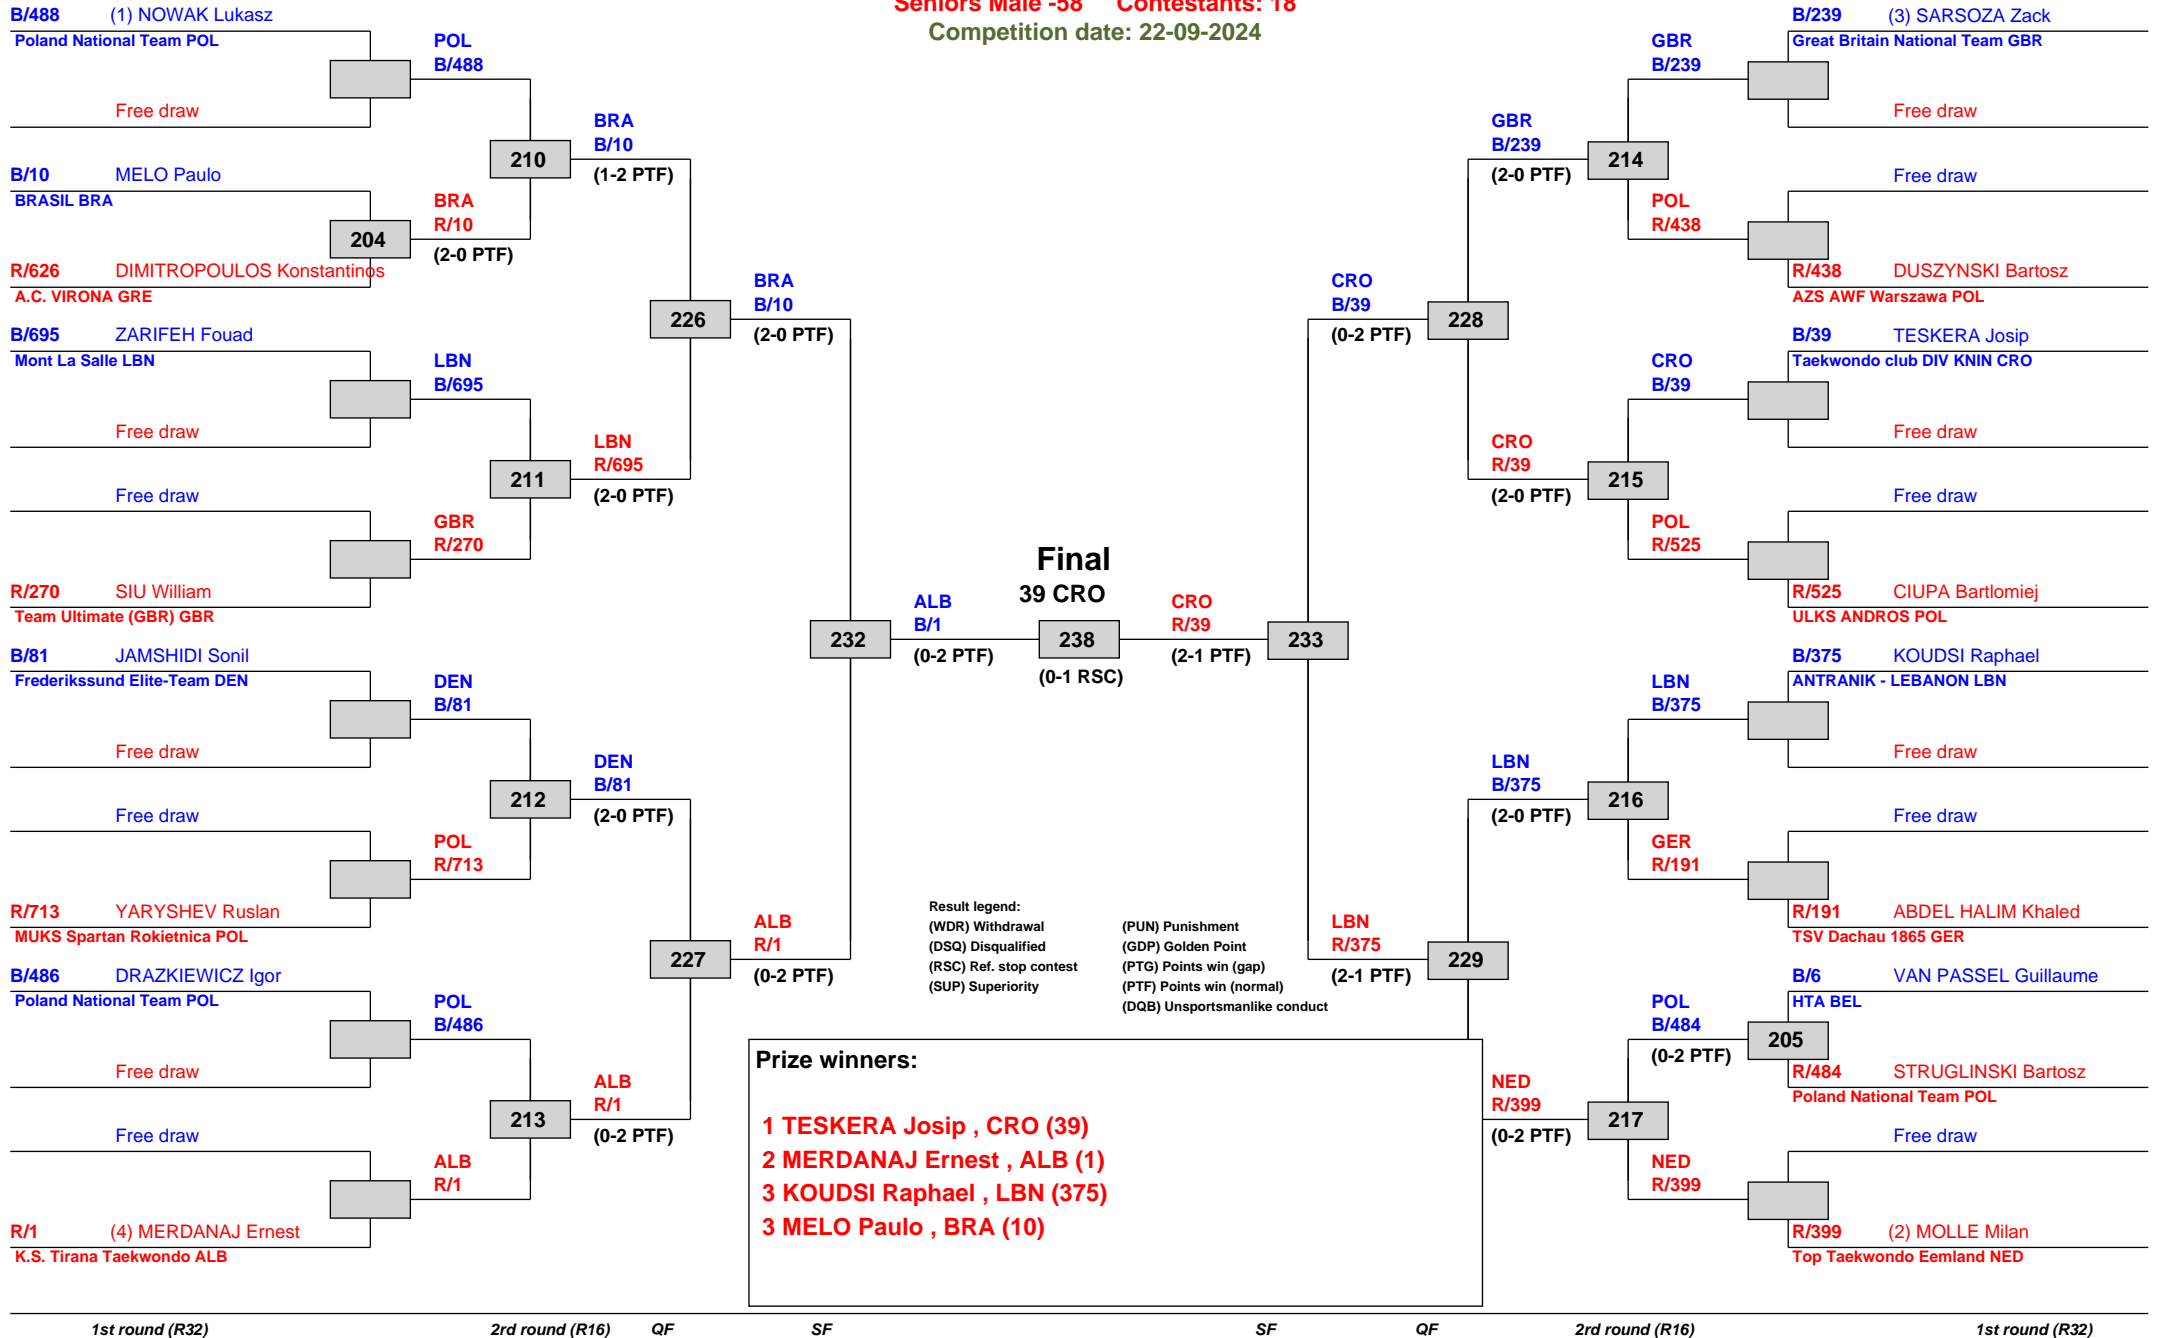 Seniors Male -58 Contestants: 18
Competition date: 22-09-2024
B/488 (1) NOWAK Lukasz
Poland National Team POL
POL
B/488
Free draw
BRA
B/10
(1-2 PTF)
210
B/10 MELO Paulo
BRASIL BRA
BRA
R/10
(2-0 PTF)
204
R/626 DIMITROPOULOS Konstantinos
A.C. VIRONA GRE
BRA
B/10
(2-0 PTF)
226
B/695 ZARIFEH Fouad
Mont La Salle LBN
LBN
B/695
Free draw
LBN
R/695
(2-0 PTF)
211
Free draw
GBR
R/270
R/270 SIU William
Team Ultimate (GBR) GBR
ALB
B/1
(0-2 PTF)
232
B/81 JAMSHIDI Sonil
Frederikssund Elite-Team DEN
DEN
B/81
Free draw
DEN
B/81
(2-0 PTF)
212
Free draw
POL
R/713
R/713 YARYSHEV Ruslan
MUKS Spartan Rokietnica POL
ALB
R/1
(0-2 PTF)
227
B/486 DRAZKIEWICZ Igor
Poland National Team POL
POL
B/486
Free draw
ALB
R/1
(0-2 PTF)
213
Free draw
ALB
R/1
R/1 (4) MERDANAJ Ernest
K.S. Tirana Taekwondo ALB
Final
39 CRO
238
(0-1 RSC)
B/239 (3) SARSOZA Zack
Great Britain National Team GBR
GBR
B/239
Free draw
GBR
B/239
(2-0 PTF)
214
Free draw
POL
R/438
R/438 DUSZYNSKI Bartosz
AZS AWF Warszawa POL
CRO
B/39
(0-2 PTF)
228
B/39 TESKERA Josip
Taekwondo club DIV KNIN CRO
CRO
B/39
Free draw
CRO
R/39
(2-0 PTF)
215
Free draw
POL
R/525
R/525 CIUPA Bartlomiej
ULKS ANDROS POL
CRO
R/39
(2-1 PTF)
233
B/375 KOUDSI Raphael
ANTRANIK - LEBANON LBN
LBN
B/375
Free draw
LBN
B/375
(2-0 PTF)
216
Free draw
GER
R/191
R/191 ABDEL HALIM Khaled
TSV Dachau 1865 GER
LBN
R/375
(2-1 PTF)
229
B/6 VAN PASSEL Guillaume
HTA BEL
POL
B/484
(0-2 PTF)
205
R/484 STRUGLINSKI Bartosz
Poland National Team POL
NED
R/399
(0-2 PTF)
217
Free draw
NED
R/399
R/399 (2) MOLLE Milan
Top Taekwondo Eemland NED
Result legend:
(WDR) Withdrawal (PUN) Punishment
(DSQ) Disqualified (GDP) Golden Point
(RSC) Ref. stop contest (PTG) Points win (gap)
(SUP) Superiority (PTF) Points win (normal)
(DQB) Unsportsmanlike conduct
Prize winners:
1 TESKERA Josip , CRO (39)
2 MERDANAJ Ernest , ALB (1)
3 KOUDSI Raphael , LBN (375)
3 MELO Paulo , BRA (10)
1st round (R32) 2rd round (R16) QF SF SF QF 2rd round (R16) 1st round (R32)